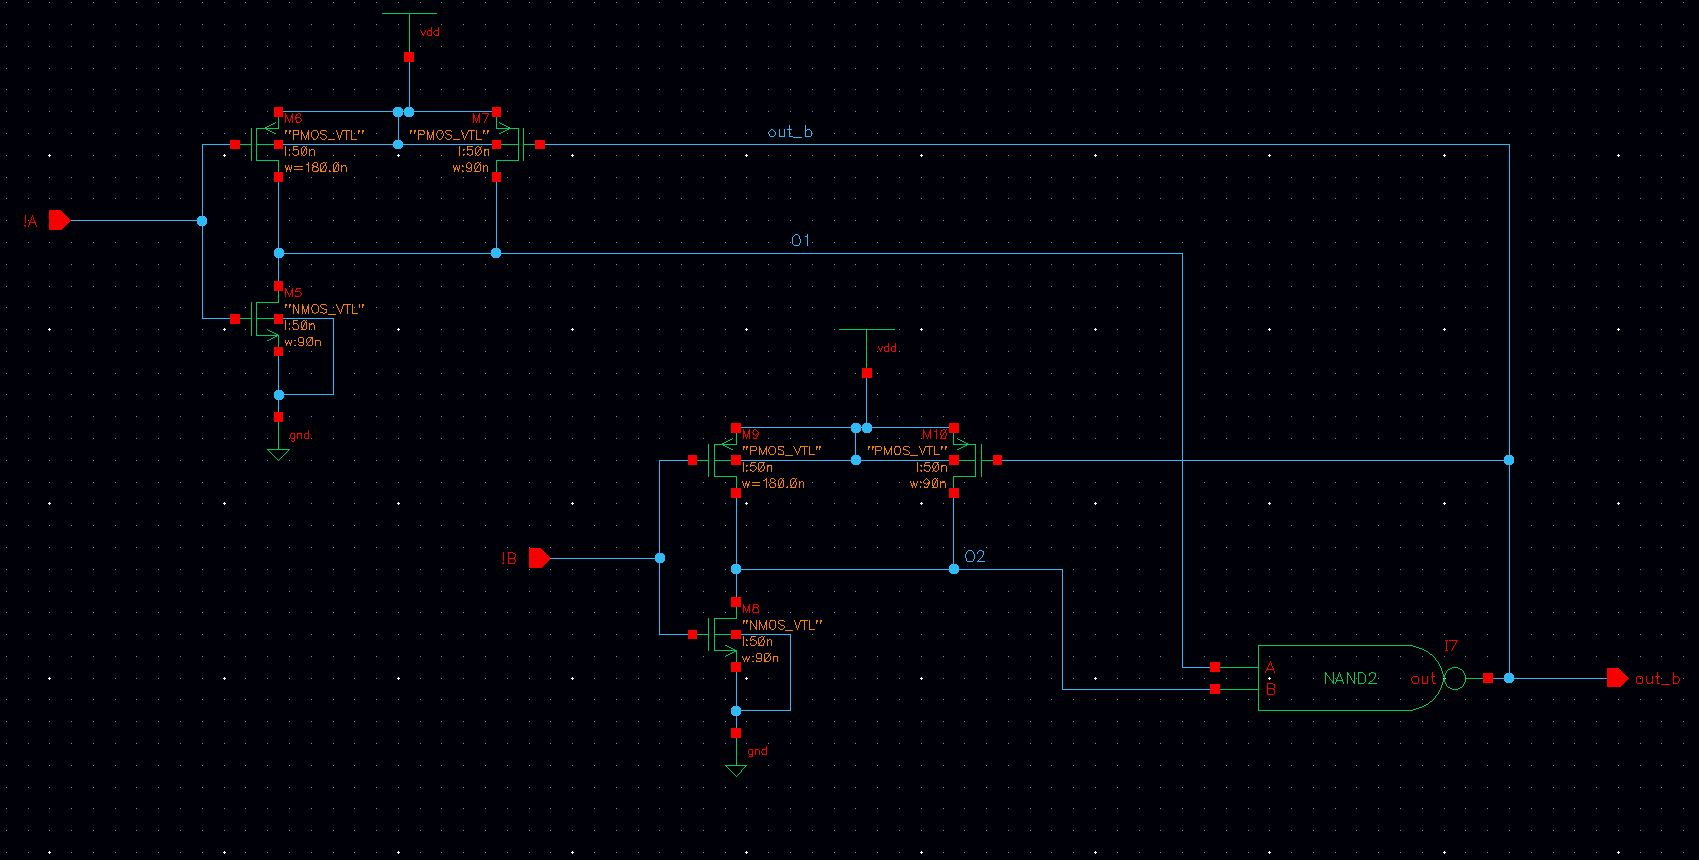 vdd
M6
M7
"PMOS_VTL"
"PMOS_VTL"
l:50n
l:50n
w=180.0n
w:90n
out_b
!A
O1
M5
"NMOS_VTL"
l:50n
w:90n
gnd
vdd
M9
M10
"PMOS_VTL"
"PMOS_VTL"
l:50n
l:50n
w=180.0n
w:90n
!B
O2
M8
"NMOS_VTL"
l:50n
w:90n
gnd
I7
A
B
NAND2
out
out_b